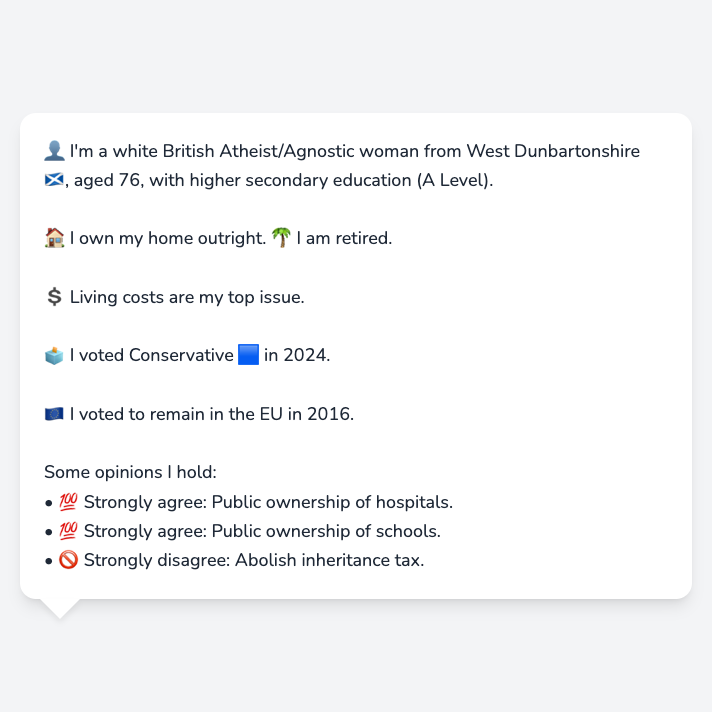 👤 I'm a white British Atheist/Agnostic woman from West Dunbartonshire
🏴󠁧󠁢󠁳󠁣󠁴󠁿, aged 76, with higher secondary education (A Level).
🏠 I own my home outright. 🌴 I am retired.
💲 Living costs are my top issue.
🗳️ I voted Conservative 🟦 in 2024.
🇪🇺 I voted to remain in the EU in 2016.
Some opinions I hold:
• 💯 Strongly agree: Public ownership of hospitals.
• 💯 Strongly agree: Public ownership of schools.
• 🚫 Strongly disagree: Abolish inheritance tax.